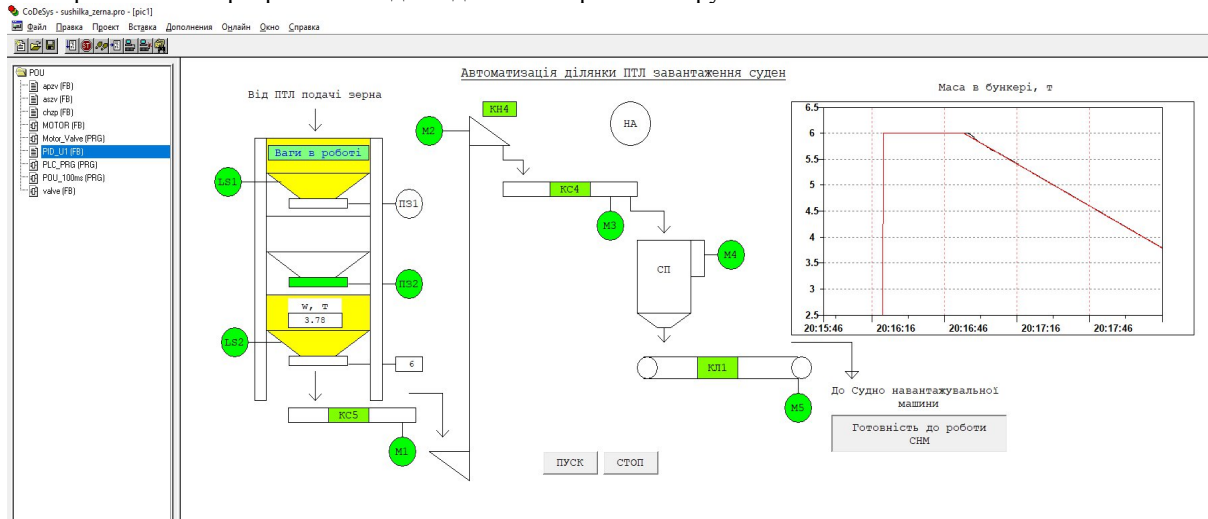 CoDeSys - sushilka_zerna.pro - [pic1]
Файл Правка Проект Вставка Дополнения Онлайн Окно Справка
POU
apzv (FB)
aszv (FB)
chzp (FB)
MOTOR (FB)
Motor_Valve (PRG)
PID_U1 (FB)
PLC_PRG (PRG)
POU_100ms (PRG)
valve (FB)
Автоматизація ділянки ПТЛ завантаження суден
Від ПТЛ подачі зерна
Ваги в роботі
LS1
ПЗ1
ПЗ2
W, т
3.78
LS2
6
КС5
М1
М2
КН4
НА
КС4
М3
СП
М4
КЛ1
М5
ПУСК
СТОП
Маса в бункері, т
6.5
6
5.5
5
4.5
4
3.5
3
2.5
20:15:46 20:16:16 20:16:46 20:17:16 20:17:46
До Судно навантажувальної
машини
Готовність до роботи
СНМ